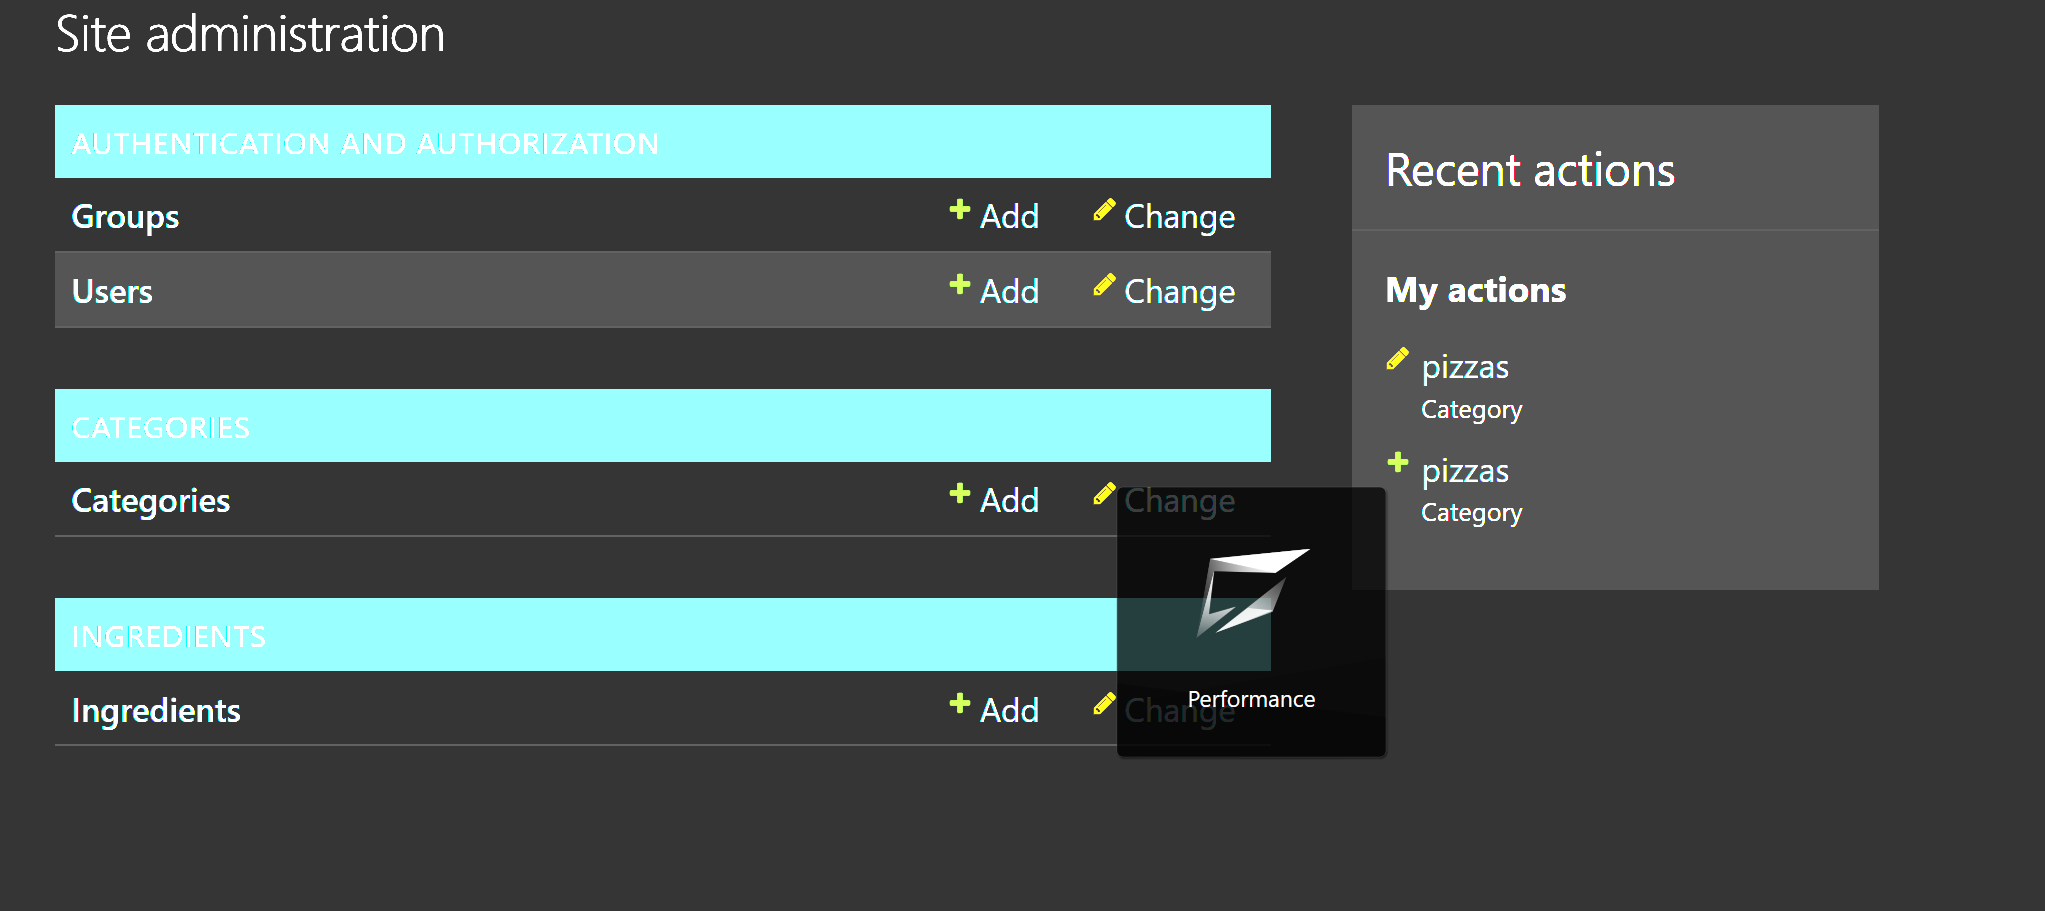 Site administration
AUTHENTICATION AND AUTHORIZATION
Groups Add Change
Users Add Change
CATEGORIES
Categories Add Change
INGREDIENTS
Ingredients Add Change
Performance
Recent actions
My actions
pizzas
Category
pizzas
Category